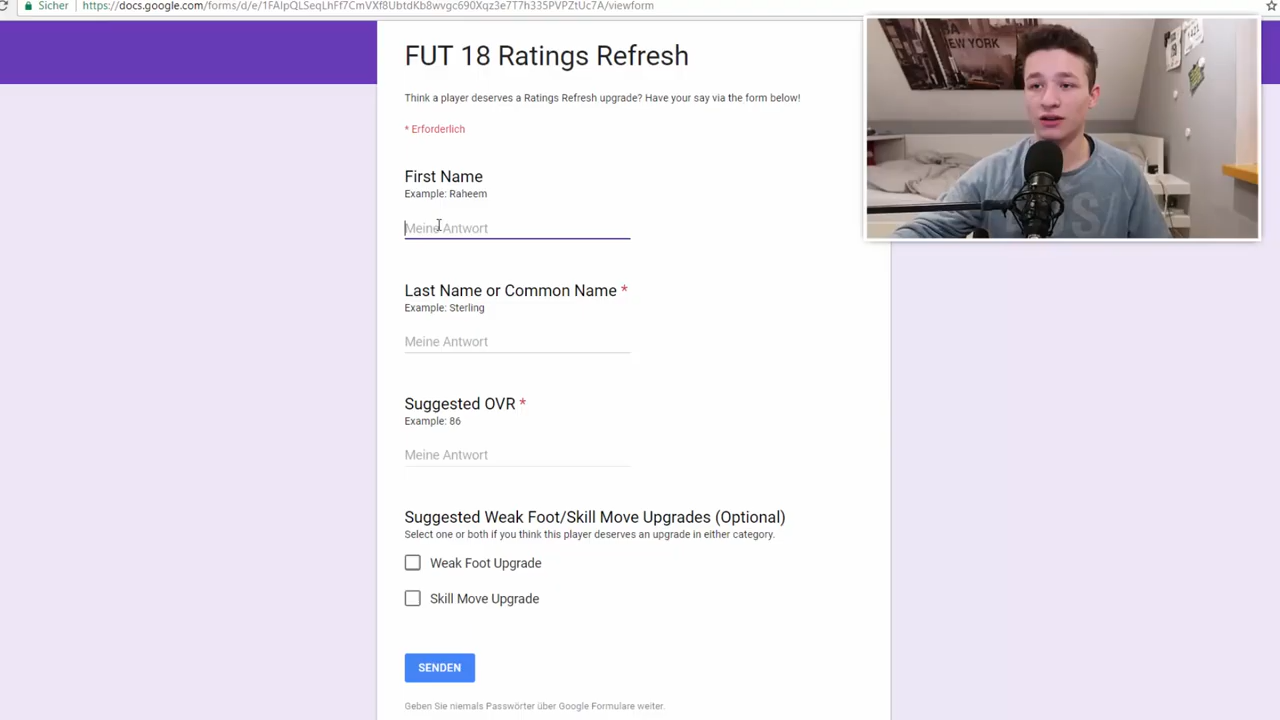 Sicher
https://docs.google.com/forms/d/e/1FAIpQLSeqLhFf7CmVXf8UbtdKb8wvgc690Xqz3e7T7h335PVPZtUc7A/viewform
NEW YORK
FUT 18 Ratings Refresh
Think a player deserves a Ratings Refresh upgrade? Have your say via the form below!
* Erforderlich
First Name
Example: Raheem
Meine Antwort
Last Name or Common Name *
Example: Sterling
Meine Antwort
Suggested OVR *
Example: 86
Meine Antwort
Suggested Weak Foot/Skill Move Upgrades (Optional)
Select one or both if you think this player deserves an upgrade in either category.
Weak Foot Upgrade
Skill Move Upgrade
SENDEN
Geben Sie niemals Passwörter über Google Formulare weiter.